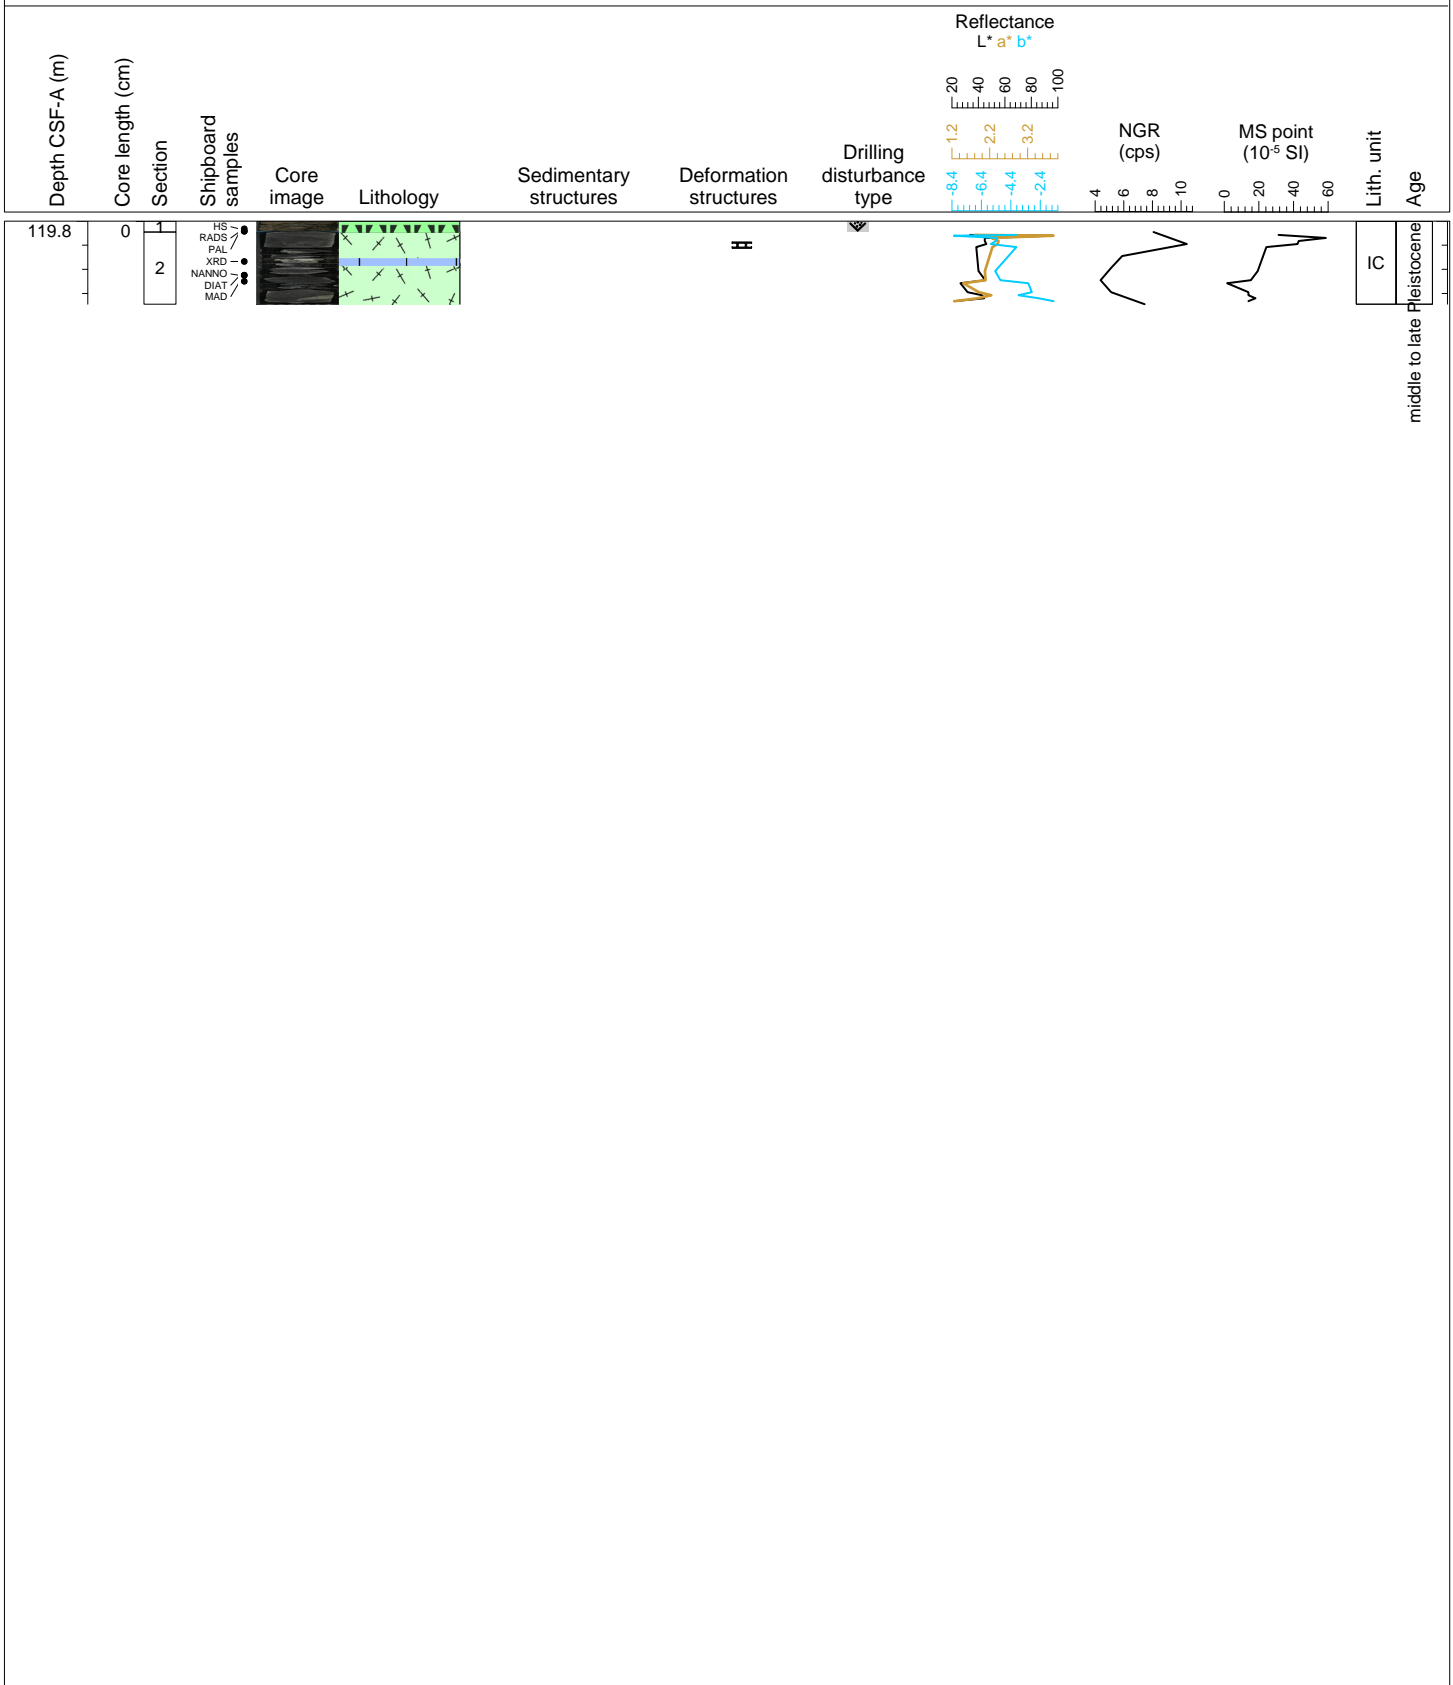 Depth CSF-A (m)
Core length (cm)
Section
Shipboard
samples
Core
image
Lithology
Sedimentary
structures
Deformation
structures
Drilling
disturbance
type
Reflectance
L* a* b*
20 40 60 80 100
1.2 2.2 3.2
-8.4 -6.4 -4.4 -2.4
NGR
(cps)
4 6 8 10
MS point
(10-5 SI)
0 20 40 60
Lith. unit
Age
119.8
0
1
2
HS
RADS
PAL
XRD
NANNO
DIAT
MAD
IC
middle to late Pleistocene